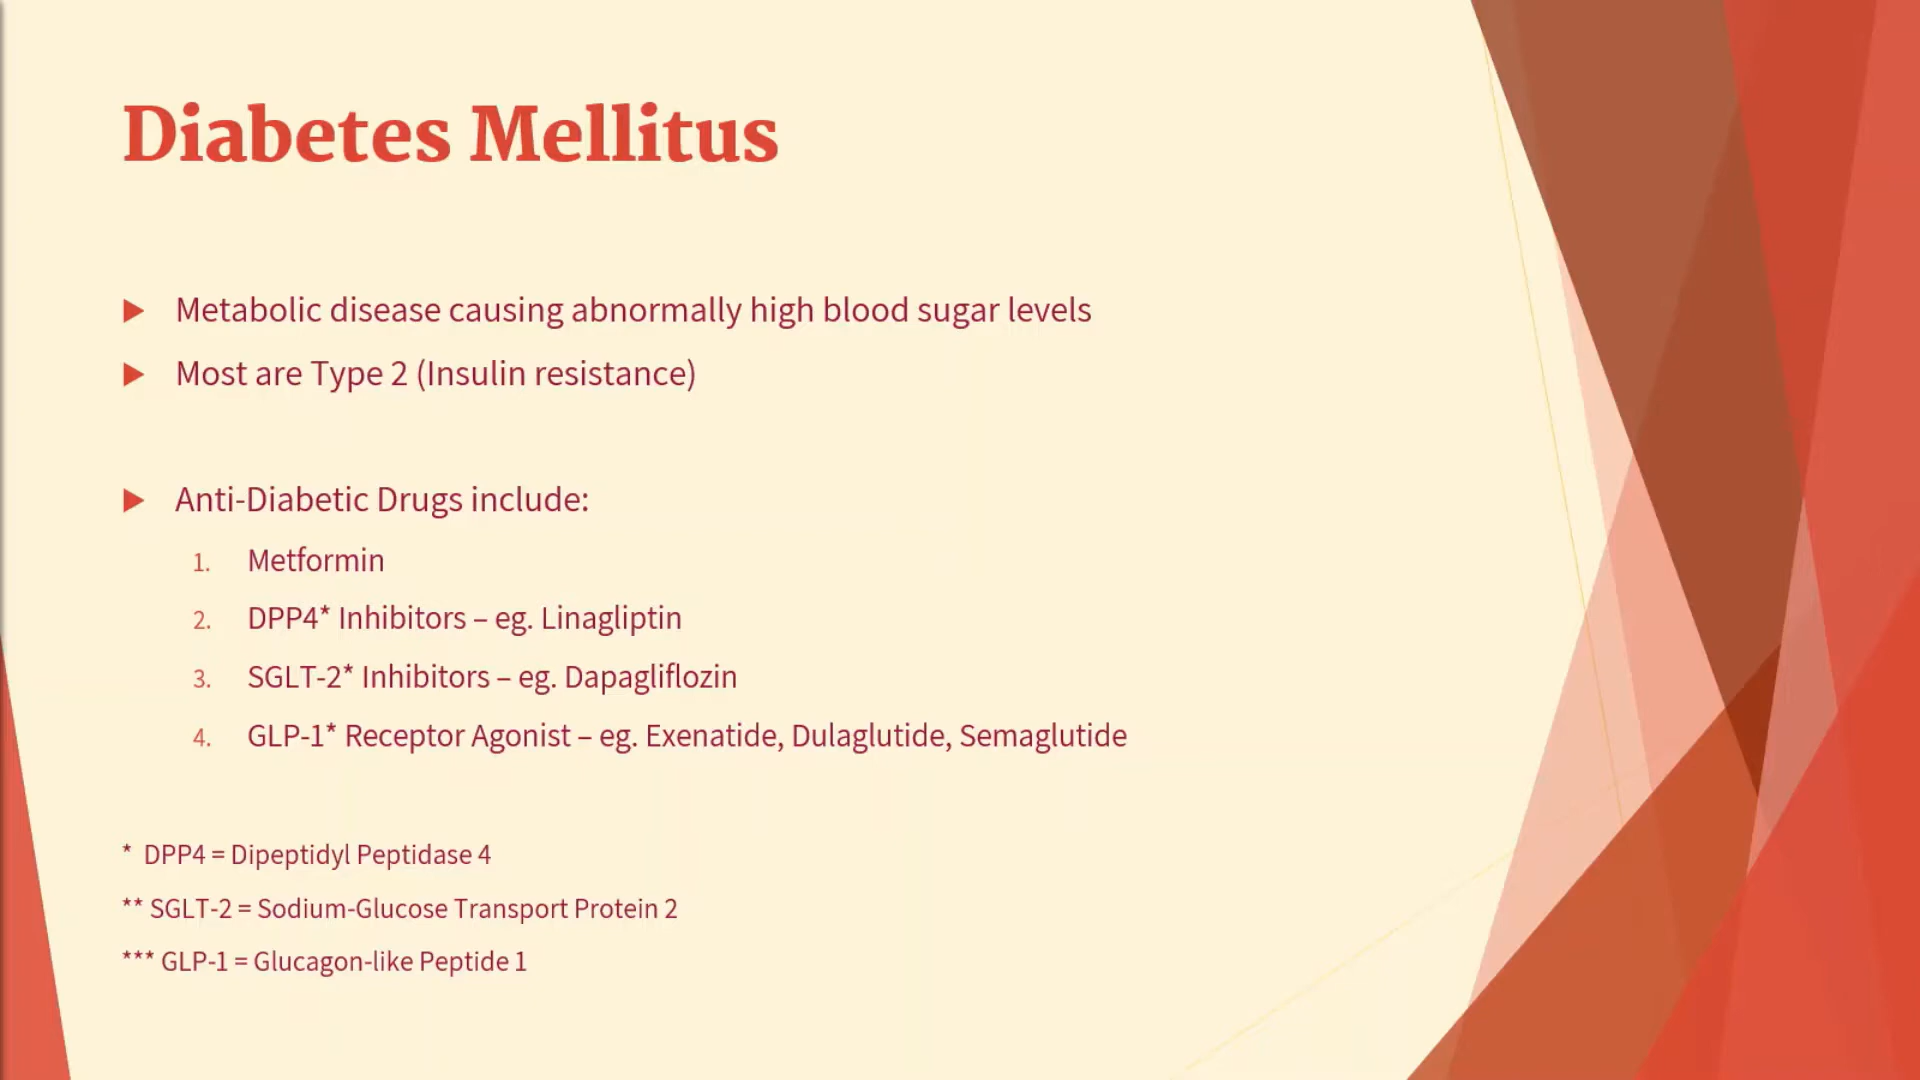 Diabetes Mellitus
Metabolic disease causing abnormally high blood sugar levels
Most are Type 2 (Insulin resistance)
Anti-Diabetic Drugs include:
1. Metformin
2. DPP4* Inhibitors – eg. Linagliptin
3. SGLT-2* Inhibitors – eg. Dapagliflozin
4. GLP-1* Receptor Agonist – eg. Exenatide, Dulaglutide, Semaglutide
* DPP4 = Dipeptidyl Peptidase 4
** SGLT-2 = Sodium-Glucose Transport Protein 2
*** GLP-1 = Glucagon-like Peptide 1